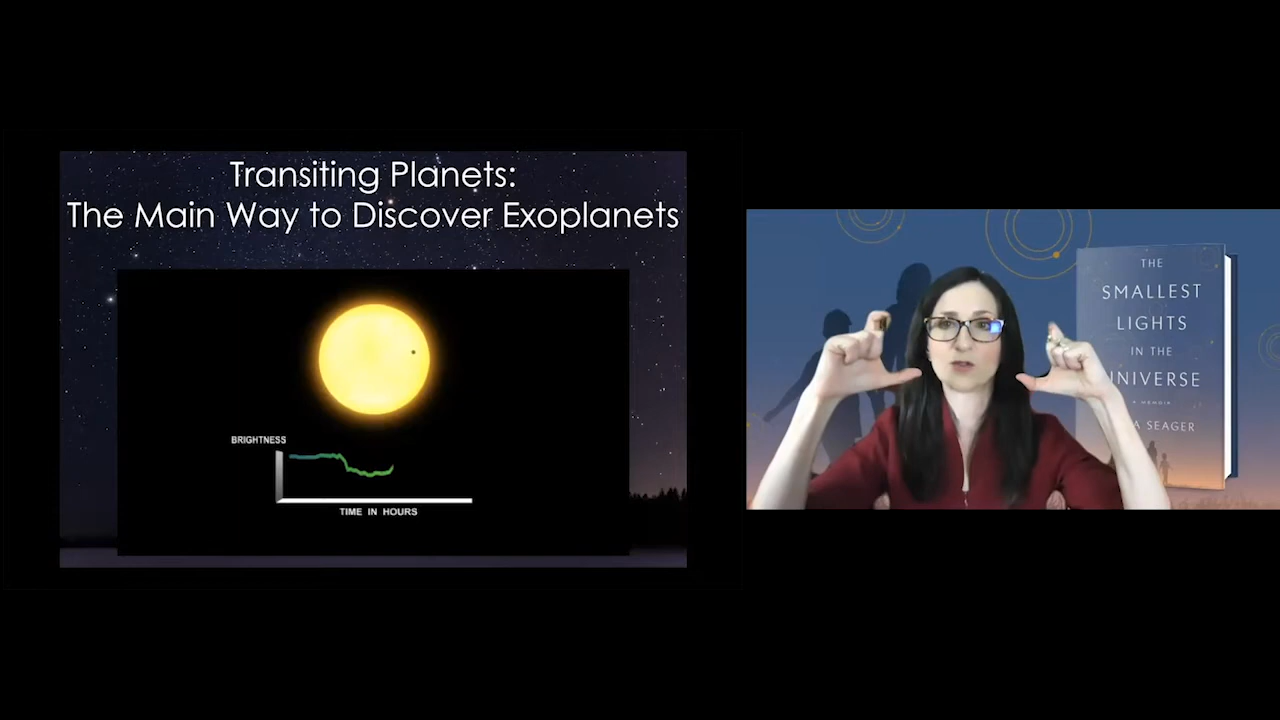 Transiting Planets:
The Main Way to Discover Exoplanets
BRIGHTNESS
TIME IN HOURS
THE
SMALLEST
LIGHTS
IN THE
UNIVERSE
A MEMOIR
A SEAGER